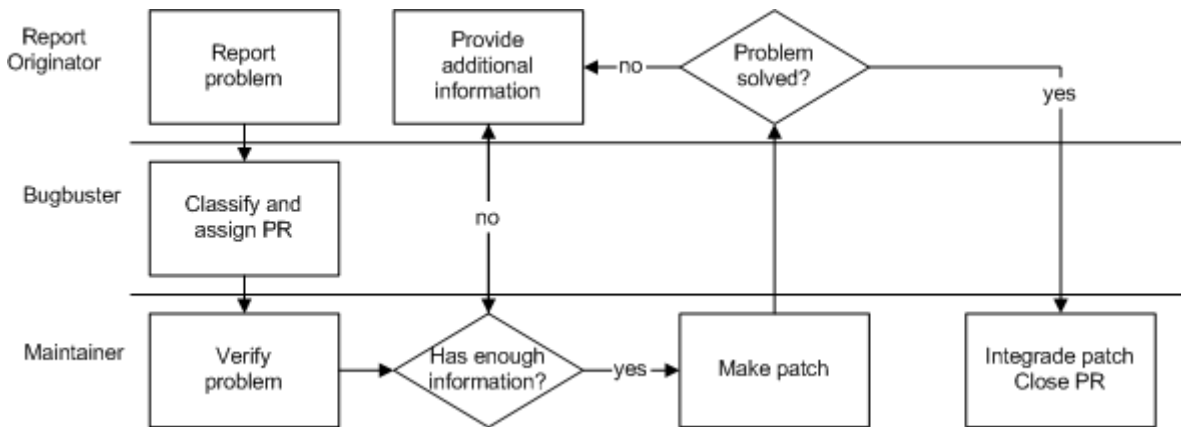 Report
Originator
Report
problem
Provide
additional
information
no
Problem
solved?
yes
Bugbuster
Classify and
assign PR
no
Maintainer
Verify
problem
Has enough
information?
yes
Make patch
Integrade patch
Close PR